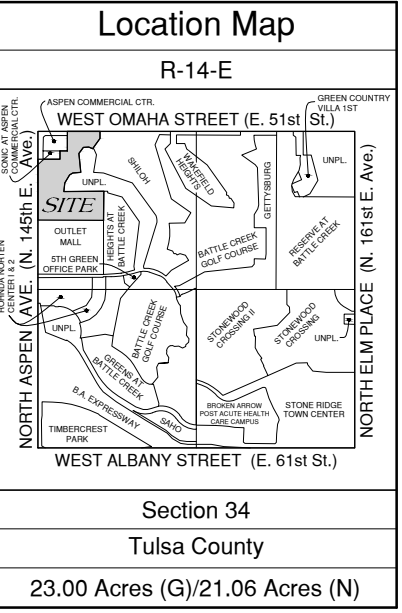 Location Map
R-14-E
SONIC AT ASPEN
COMMERCIAL CTR.
ASPEN COMMERCIAL CTR.
GREEN COUNTRY
VILLA 1ST
WEST OMAHA STREET (E. 51st St.)
NORTH ASPEN AVE. (N. 145th E. Ave.)
UNPL.
SHILOH
WAKEFIELD
HEIGHTS
GETTYSBURG
UNPL.
SITE
OUTLET
MALL
HEIGHTS AT
BATTLE CREEK
BATTLE CREEK
GOLF COURSE
RESERVE AT
BATTLE CREEK
NORTH ELM PLACE (N. 161st E. Ave.)
5TH GREEN
OFFICE PARK
CENTER 1 & 2
UNPL.
BATTLE CREEK
GOLF COURSE
STONEWOOD
CROSSING II
STONEWOOD
CROSSING
UNPL.
GREENS AT
BATTLE CREEK
B.A. EXPRESSWAY
SAHO
BROKEN ARROW
POST ACUTE HEALTH
CARE CAMPUS
STONE RIDGE
TOWN CENTER
TIMBERCREST
PARK
WEST ALBANY STREET (E. 61st St.)
Section 34
Tulsa County
23.00 Acres (G)/21.06 Acres (N)